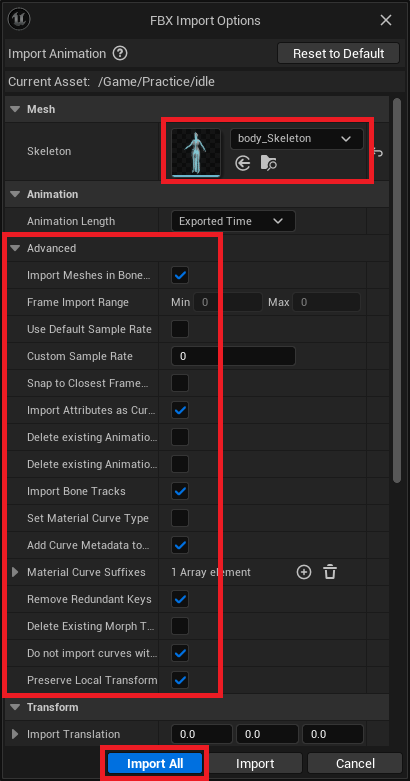 FBX Import Options
Import Animation ? Reset to Default
Current Asset: /Game/Practice/idle
Mesh
Skeleton body_Skeleton
Animation
Animation Length Exported Time
Advanced
Import Meshes in Bone...
Frame Import Range Min 0 Max 0
Use Default Sample Rate
Custom Sample Rate 0
Snap to Closest Frame...
Import Attributes as Cur...
Delete existing Animatio...
Delete existing Animatio...
Import Bone Tracks
Set Material Curve Type
Add Curve Metadata to...
Material Curve Suffixes 1 Array element
Remove Redundant Keys
Delete Existing Morph T...
Do not import curves wit...
Preserve Local Transform
Transform
Import Translation 0.0 0.0 0.0
Import All Import Cancel